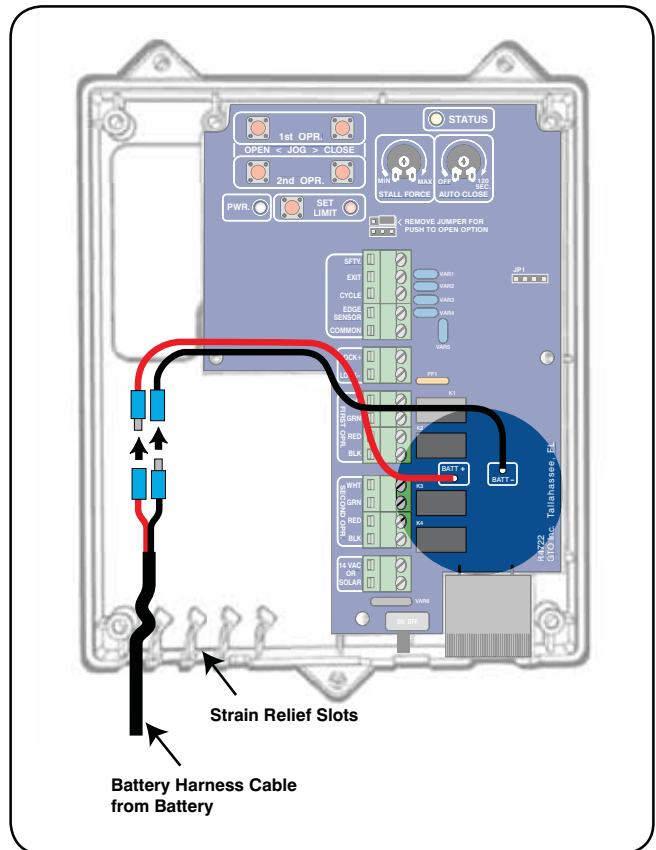 STATUS
1st OPR.
OPEN < JOG > CLOSE
2nd OPR.
MIN
MAX
STALL FORCE
OFF
120 SEC.
AUTO CLOSE
PWR.
SET LIMIT
< REMOVE JUMPER FOR
PUSH TO OPEN OPTION
SFTY.
EXIT
CYCLE
EDGE
SENSOR
COMMON
VAR1
VAR2
VAR3
VAR4
VAR5
JP1
PF1
K1
FIRST OPR.
GRN
RED
BLK
K2
BATT +
BATT –
SECOND OPR.
WHT
GRN
RED
BLK
K3
K4
14 VAC
OR
SOLAR
VAR6
ON OFF
R4722
GTO Inc. Tallahassee, FL
Strain Relief Slots
Battery Harness Cable
from Battery